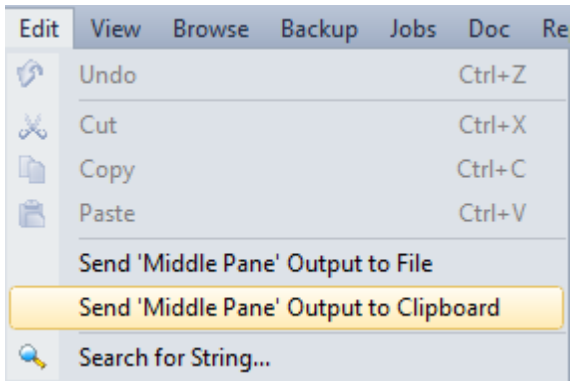 Edit View Browse Backup Jobs Doc Re
Undo Ctrl+Z
Cut Ctrl+X
Copy Ctrl+C
Paste Ctrl+V
Send 'Middle Pane' Output to File
Send 'Middle Pane' Output to Clipboard
Search for String...